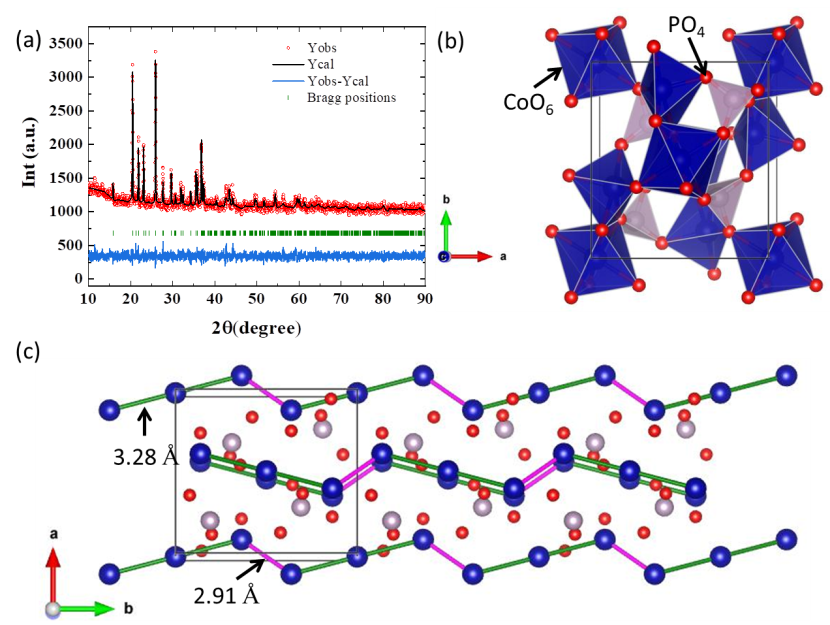 (a)
3500
3000
2500
2000
1500
1000
500
0
Int (a.u.)
Yobs
Ycal
Yobs-Ycal
Bragg positions
10 20 30 40 50 60 70 80 90
2θ(degree)
(b)
PO4
CoO6
b
a
c
(c)
3.28 Å
2.91 Å
a
b